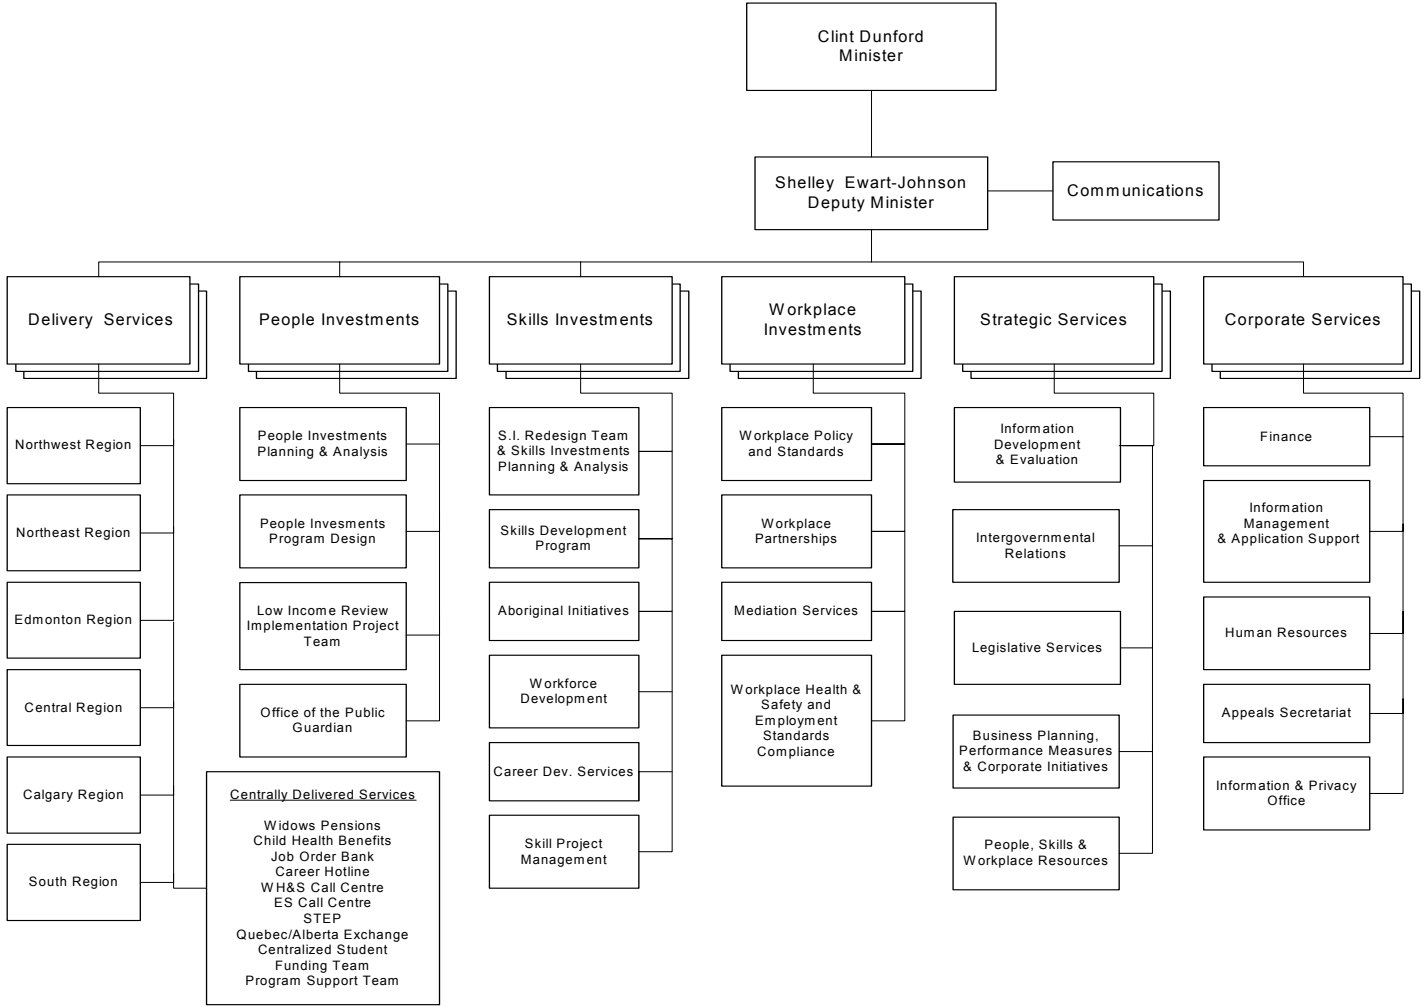 Clint Dunford
Minister
Shelley Ewart-Johnson
Deputy Minister
Communications
Delivery Services
People Investments
Skills Investments
Workplace
Investments
Strategic Services
Corporate Services
Northwest Region
Northeast Region
Edmonton Region
Central Region
Calgary Region
South Region
Centrally Delivered Services
Widows Pensions
Child Health Benefits
Job Order Bank
Career Hotline
WH&S Call Centre
ES Call Centre
STEP
Quebec/Alberta Exchange
Centralized Student
Funding Team
Program Support Team
People Investments
Planning & Analysis
People Invesments
Program Design
Low Income Review
Implementation Project
Team
Office of the Public
Guardian
S.I. Redesign Team
& Skills Investments
Planning & Analysis
Skills Development
Program
Aboriginal Initiatives
Workforce
Development
Career Dev. Services
Skill Project
Management
Workplace Policy
and Standards
Workplace
Partnerships
Mediation Services
Workplace Health &
Safety and
Employment
Standards
Compliance
Information
Development
& Evaluation
Intergovernmental
Relations
Legislative Services
Business Planning,
Performance Measures
& Corporate Initiatives
People, Skills &
Workplace Resources
Finance
Information
Management
& Application Support
Human Resources
Appeals Secretariat
Information & Privacy
Office